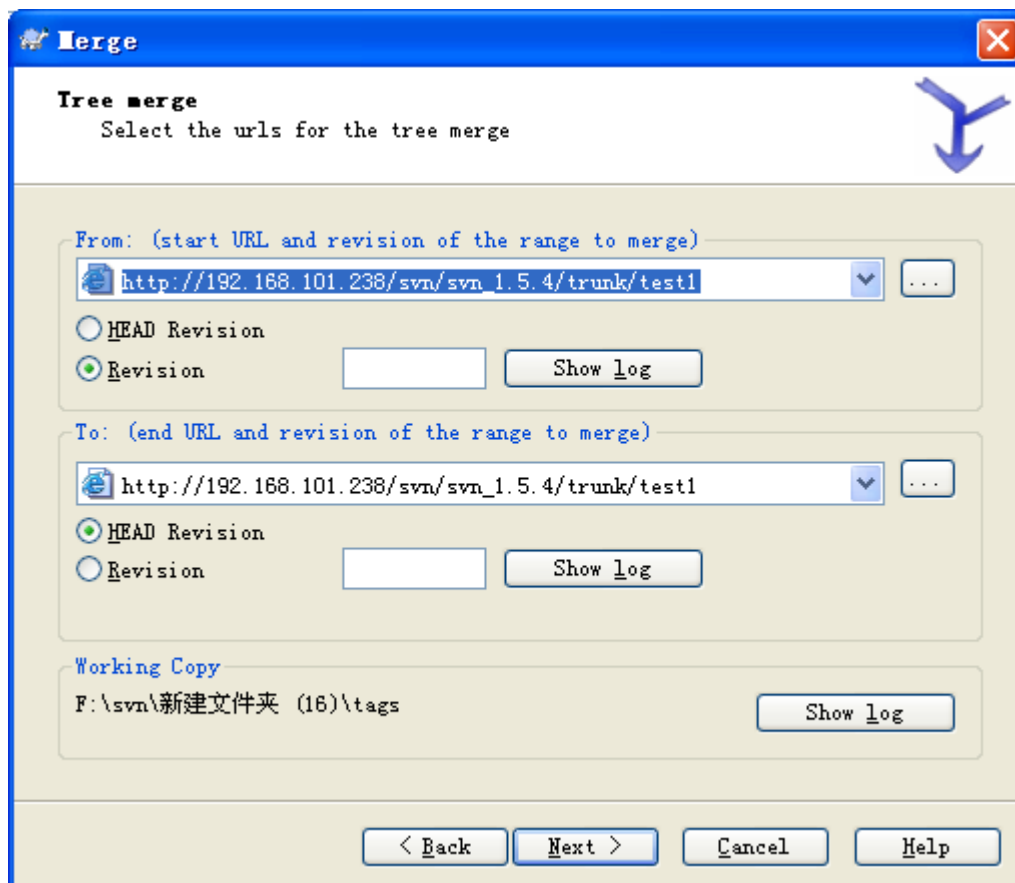 Merge
Tree merge
Select the urls for the tree merge
From: (start URL and revision of the range to merge)
http://192.168.101.238/svn/svn_1.5.4/trunk/test1
...
HEAD Revision
Revision
Show log
To: (end URL and revision of the range to merge)
http://192.168.101.238/svn/svn_1.5.4/trunk/test1
...
HEAD Revision
Revision
Show log
Working Copy
F:\svn\新建文件夹 (16)\tags
Show log
< Back
Next >
Cancel
Help